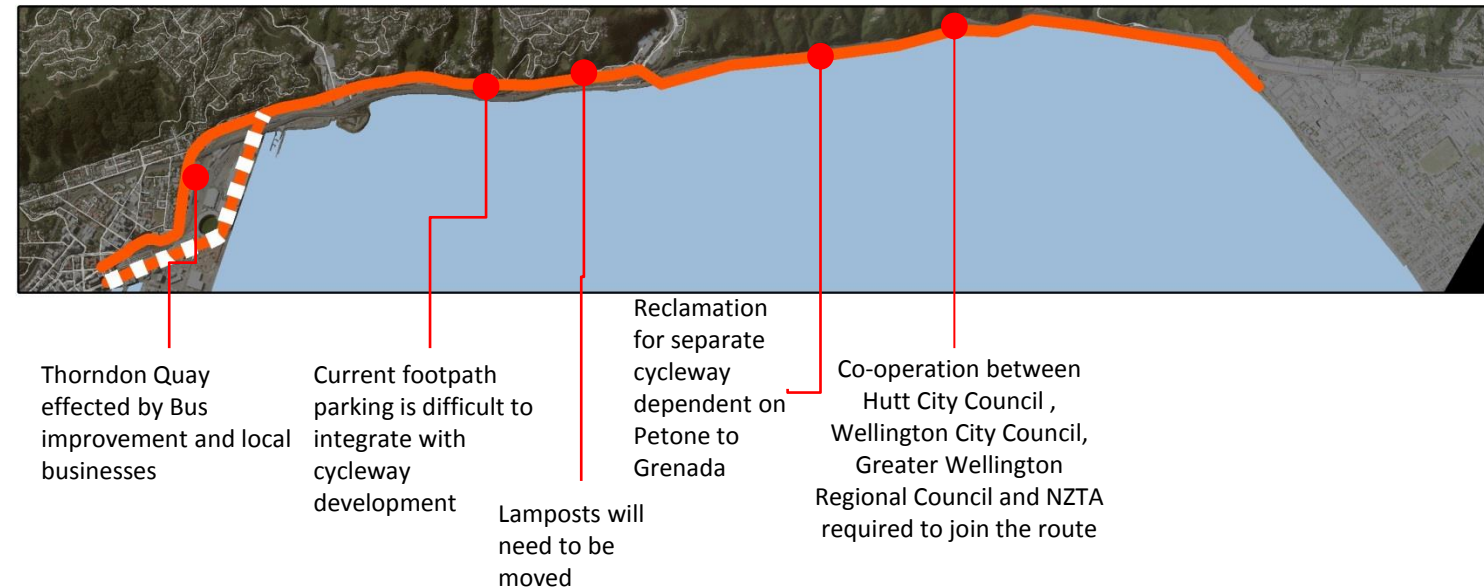 Thorndon Quay
effected by Bus
improvement and local
businesses
Current footpath
parking is difficult to
integrate with
cycleway
development
Lamposts will
need to be
moved
Reclamation
for separate
cycleway
dependent on
Petone to
Grenada
Co-operation between
Hutt City Council ,
Wellington City Council,
Greater Wellington
Regional Council and NZTA
required to join the route